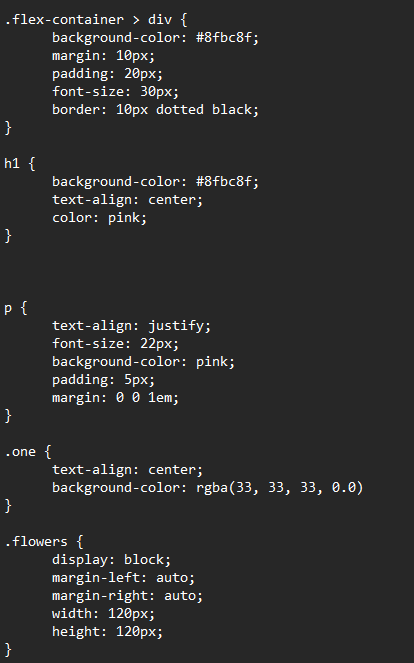 .flex-container > div {
background-color: #8fbc8f;
margin: 10px;
padding: 20px;
font-size: 30px;
border: 10px dotted black;
}
h1 {
background-color: #8fbc8f;
text-align: center;
color: pink;
}
p {
text-align: justify;
font-size: 22px;
background-color: pink;
padding: 5px;
margin: 0 0 1em;
}
.one {
text-align: center;
background-color: rgba(33, 33, 33, 0.0)
}
.flowers {
display: block;
margin-left: auto;
margin-right: auto;
width: 120px;
height: 120px;
}